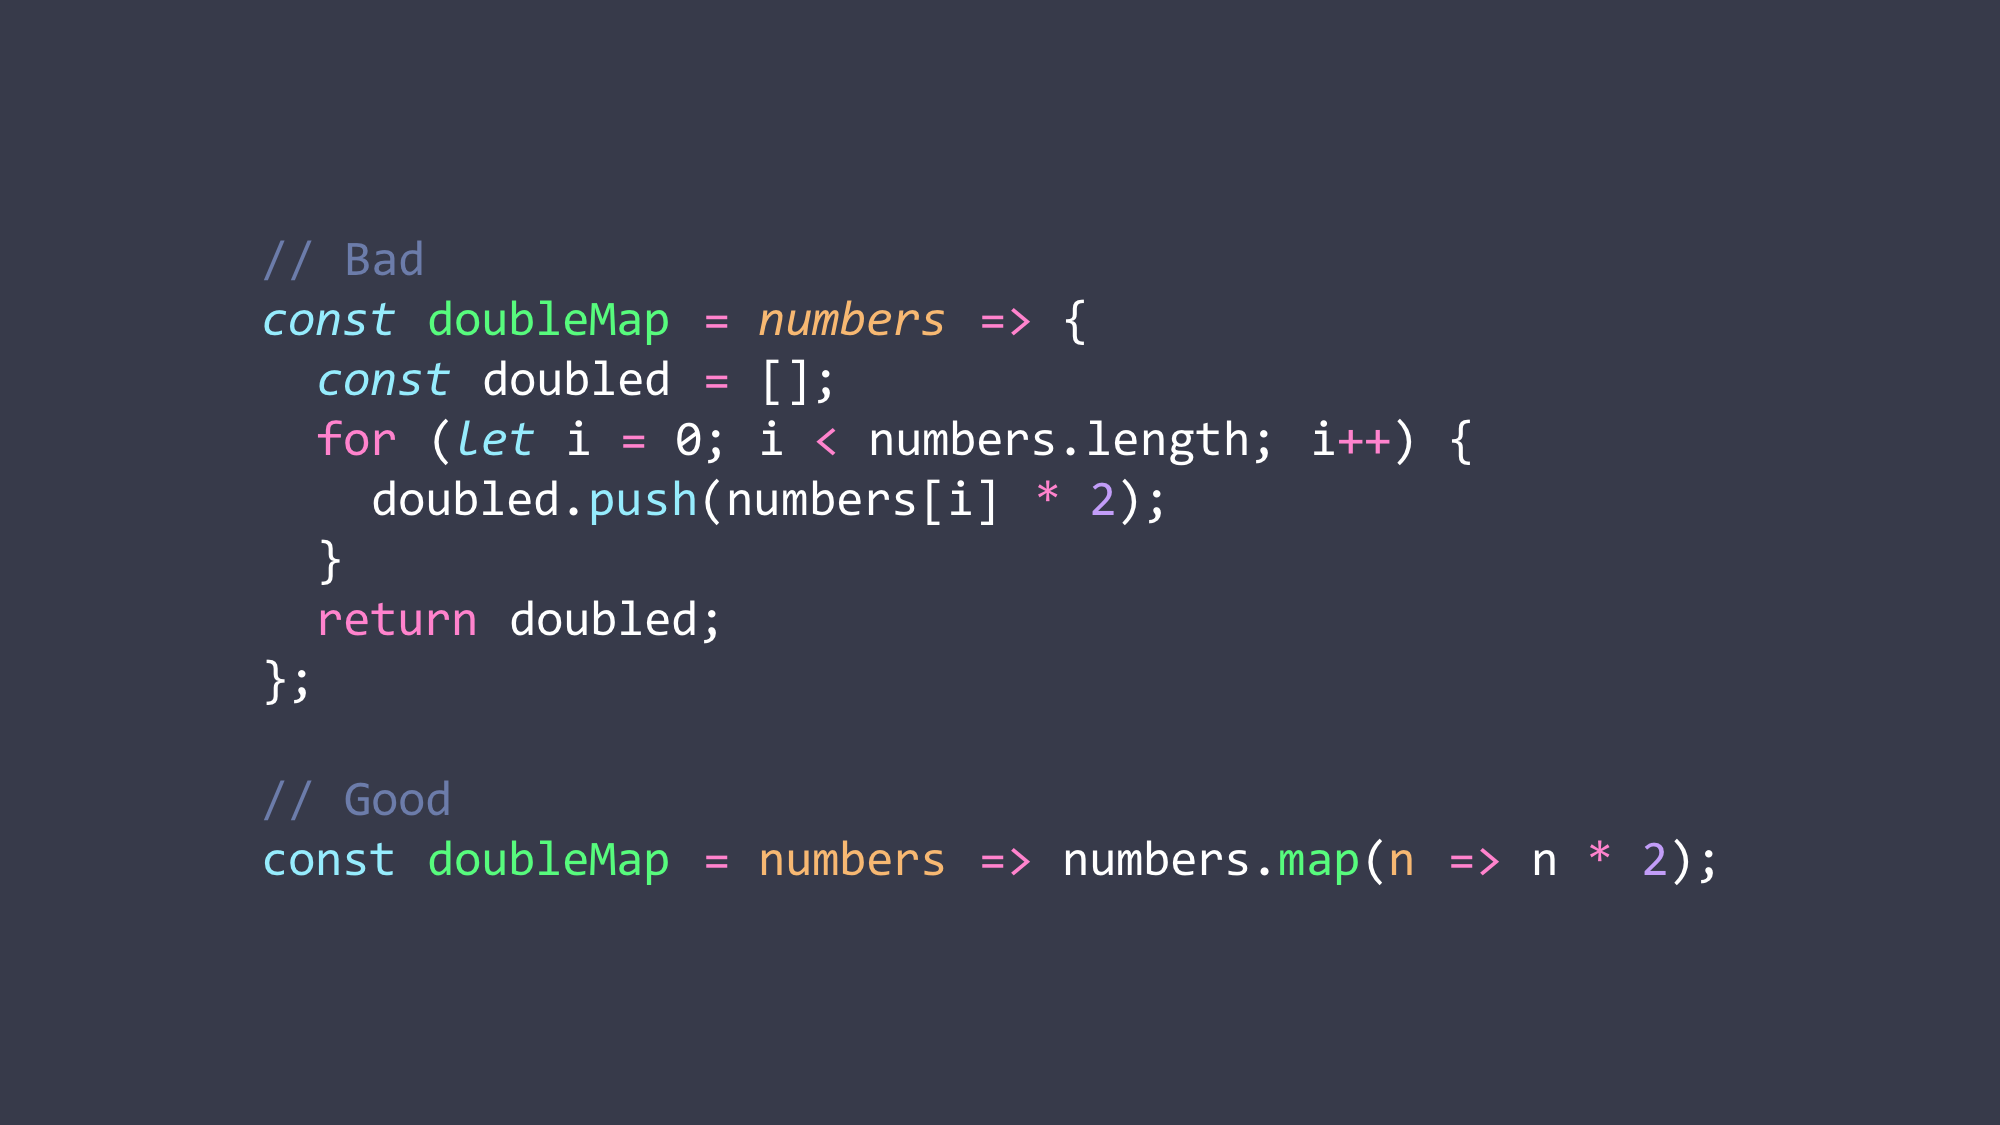 // Bad
const doubleMap = numbers => {
  const doubled = [];
  for (let i = 0; i < numbers.length; i++) {
    doubled.push(numbers[i] * 2);
  }
  return doubled;
};

// Good
const doubleMap = numbers => numbers.map(n => n * 2);